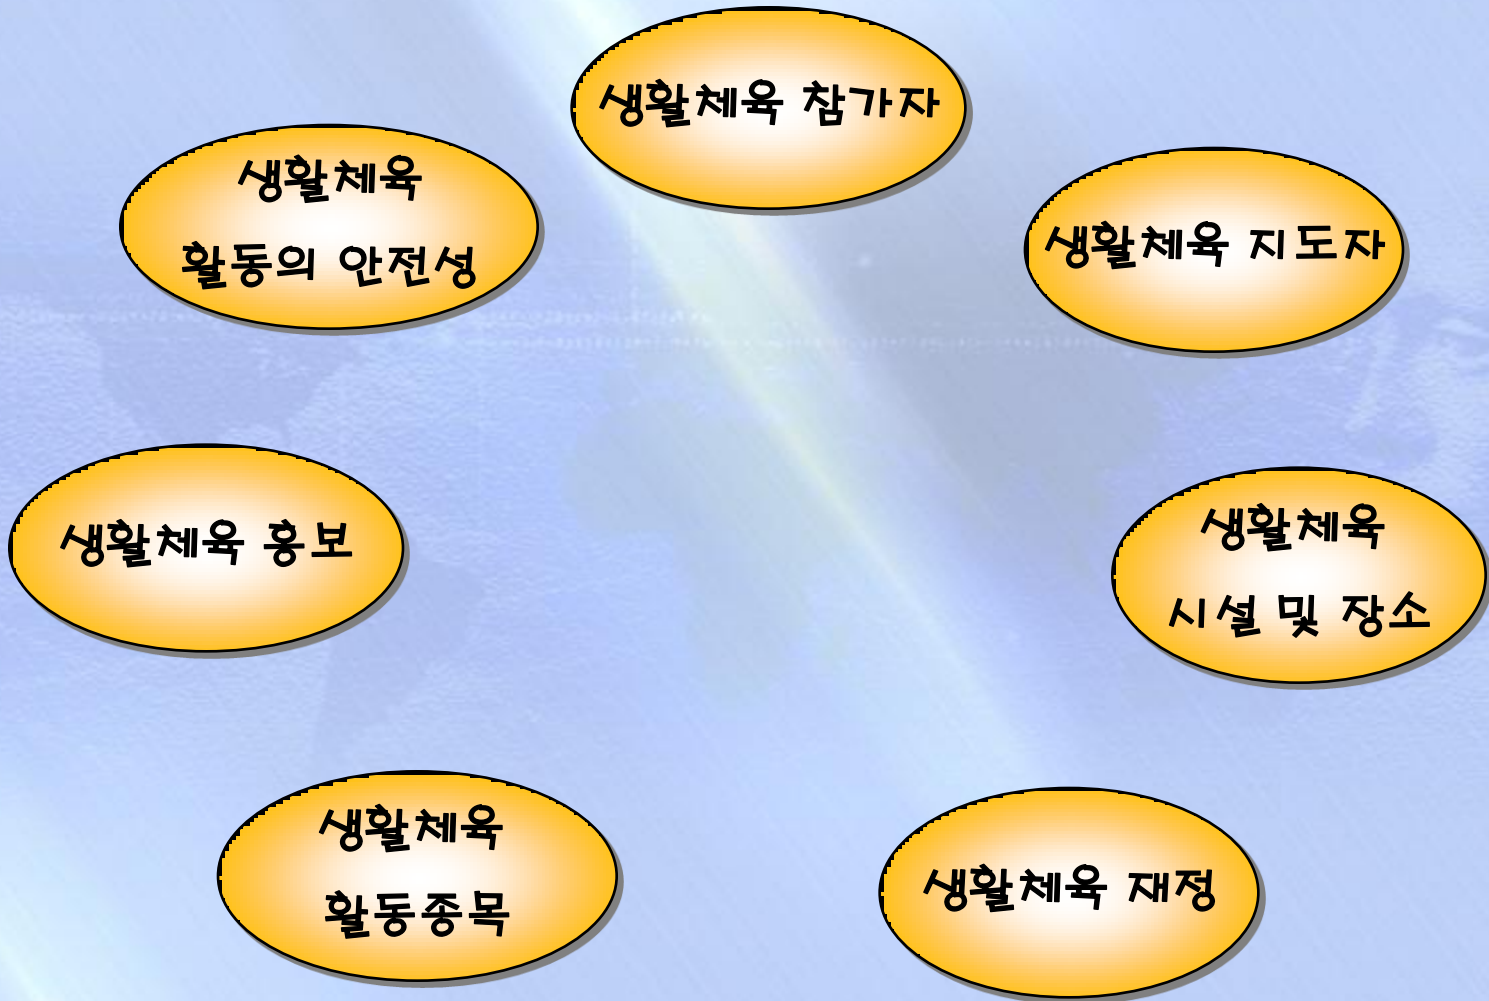 생활체육 참가자
생활체육
활동의 안전성
생활체육 지도자
생활체육 홍보
생활체육
시설 및 장소
생활체육
활동종목
생활체육 재정